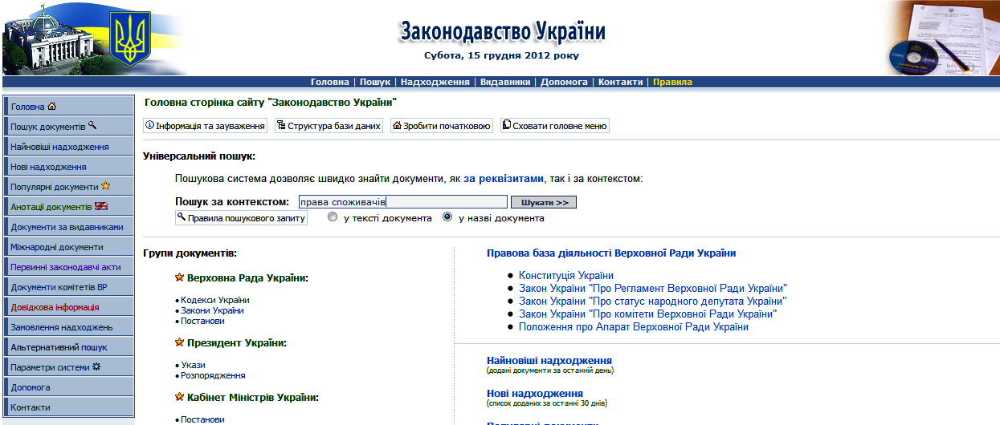 Законодавство України
Субота, 15 грудня 2012 року
Головна | Пошук | Надходження | Видавники | Допомога | Контакти | Правила
Головна
Пошук документів
Найновіші надходження
Нові надходження
Популярні документи
Анотації документів
Документи за видавниками
Міжнародні документи
Первинні законодавчі акти
Документи комітетів ВР
Довідкова інформація
Замовлення надходжень
Альтернативний пошук
Параметри системи
Допомога
Контакти
Головна сторінка сайту "Законодавство України"
Інформація та зауваження Структура бази даних Зробити початковою Сховати головне меню
Універсальний пошук:
Пошукова система дозволяє швидко знайти документи, як за реквізитами, так і за контекстом:
Пошук за контекстом: права споживачів Шукати >>
Правила пошукового запиту у тексті документа у назві документа
Групи документів:
Верховна Рада України:
• Кодекси України
• Закони України
• Постанови
Президент України:
• Укази
• Розпорядження
Кабінет Міністрів України:
• Постанови
Правова база діяльності Верховної Ради України
• Конституція України
• Закон України "Про Регламент Верховної Ради України"
• Закон України "Про статус народного депутата України"
• Закон України "Про комітети Верховної Ради України"
• Положення про Апарат Верховної Ради України
Найновіші надходження
(додані документи за останній день)
Нові надходження
(список доданих за останні 30 днів)